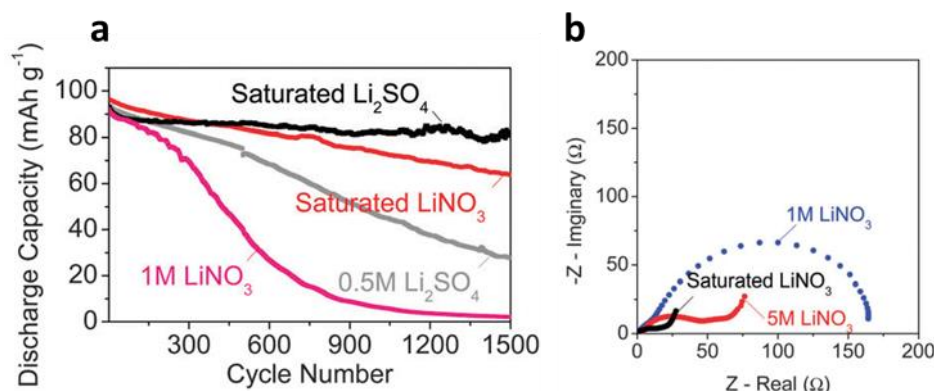 a
Discharge Capacity (mAh g⁻¹)
100
80
60
40
20
0
Saturated Li₂SO₄
Saturated LiNO₃
1M LiNO₃
0.5M Li₂SO₄
300 600 900 1200 1500
Cycle Number
b
-Z - Imginary (Ω)
200
150
100
50
0
1M LiNO₃
Saturated LiNO₃
5M LiNO₃
0 50 100 150 200
Z - Real (Ω)